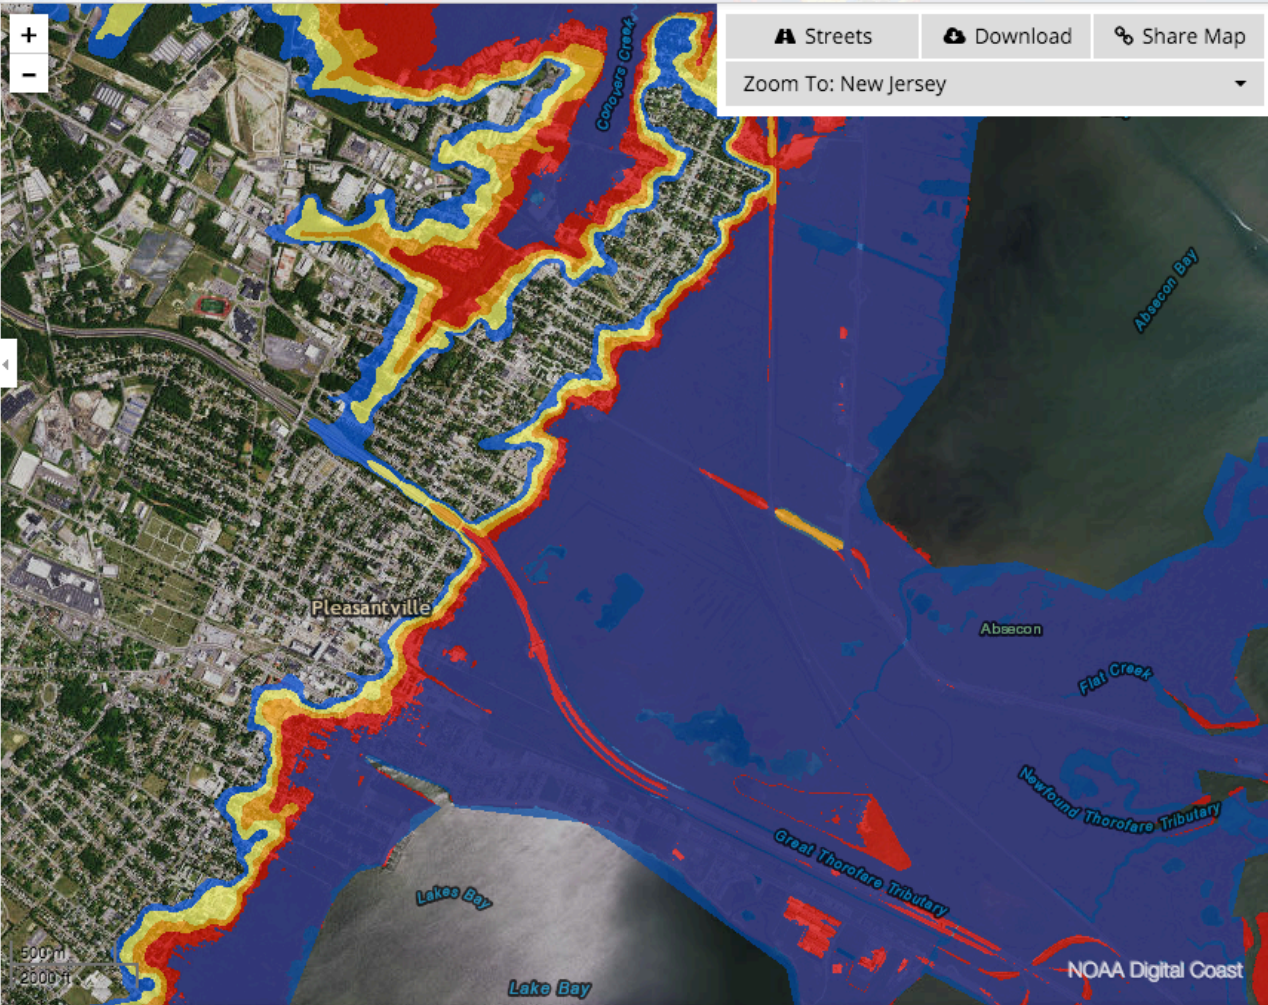 +
−
Streets
Download
Share Map
Zoom To: New Jersey
Conovers Creek
Absecon Bay
Pleasantville
Absecon
Flat Creek
Newfound Thorofare Tributary
Great Thorofare Tributary
Lakes Bay
500 m
2000 ft
NOAA Digital Coast
Lake Bay